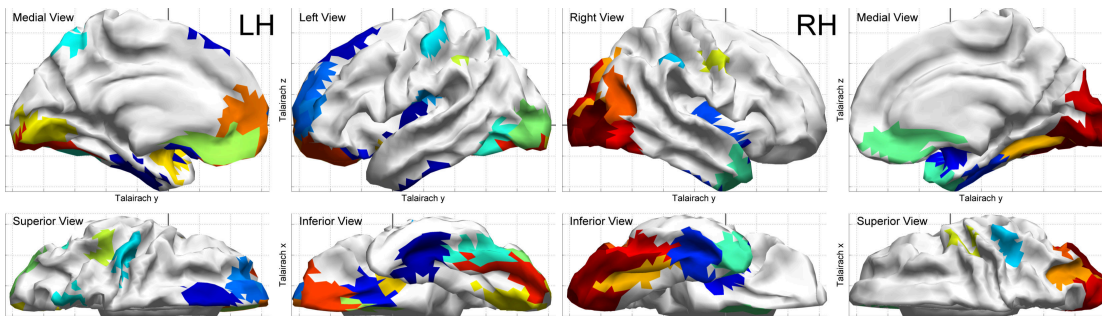 Medial View
LH
Left View
Right View
RH
Medial View
Talairach z
Talairach z
Talairach y
Talairach y
Talairach y
Talairach y
Superior View
Inferior View
Inferior View
Superior View
Talairach x
Talairach x